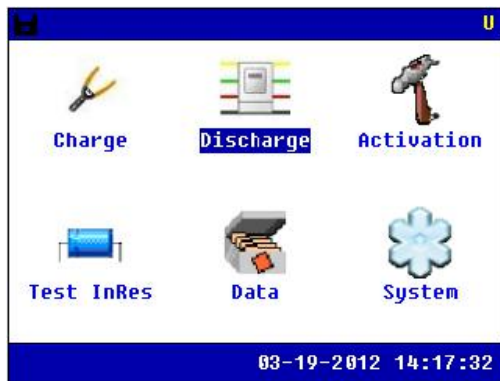 U
Charge Discharge Activation
Test InRes Data System
03-19-2012 14:17:32